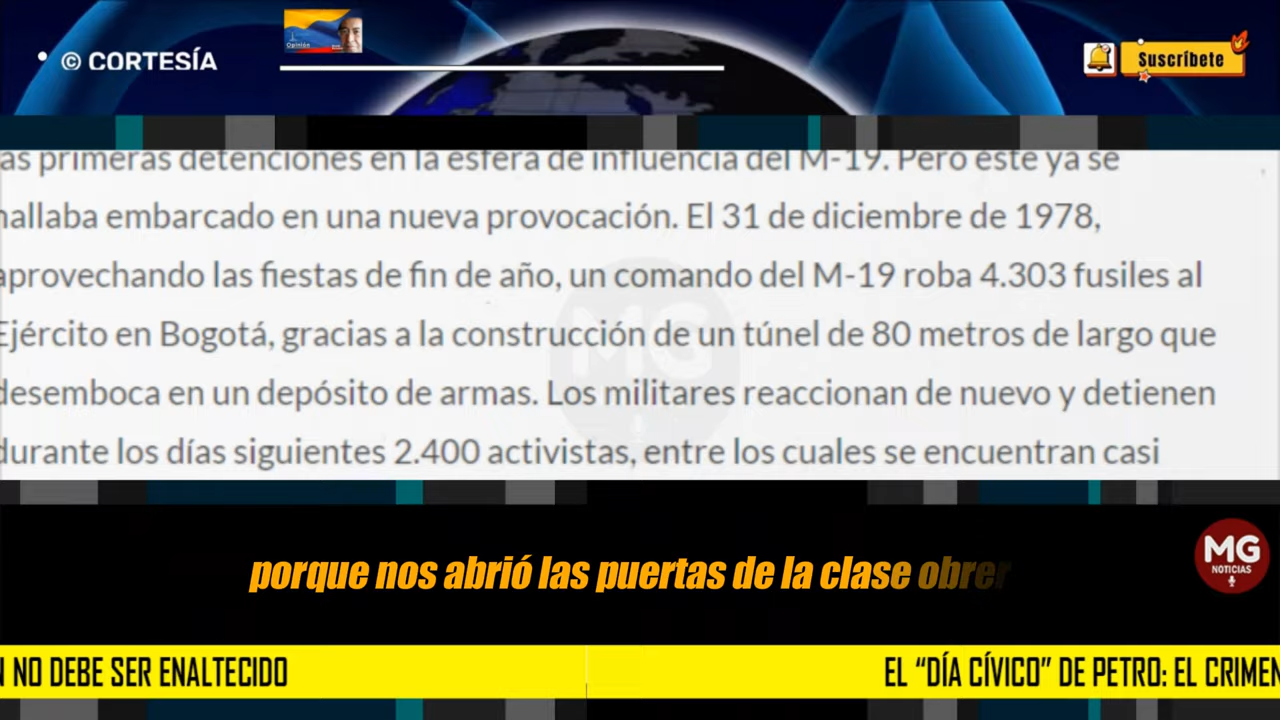 © CORTESÍA
Opinión
Suscríbete
as primeras detenciones en la esfera de influencia del M-19. Pero este ya se
hallaba embarcado en una nueva provocación. El 31 de diciembre de 1978,
aprovechando las fiestas de fin de año, un comando del M-19 roba 4.303 fusiles al
Ejército en Bogotá, gracias a la construcción de un túnel de 80 metros de largo que
desemboca en un depósito de armas. Los militares reaccionan de nuevo y detienen
durante los días siguientes 2.400 activistas, entre los cuales se encuentran casi
MG
porque nos abrió las puertas de la clase obrer
MG
NOTICIAS
N NO DEBE SER ENALTECIDO
EL “DÍA CÍVICO” DE PETRO: EL CRIMEN